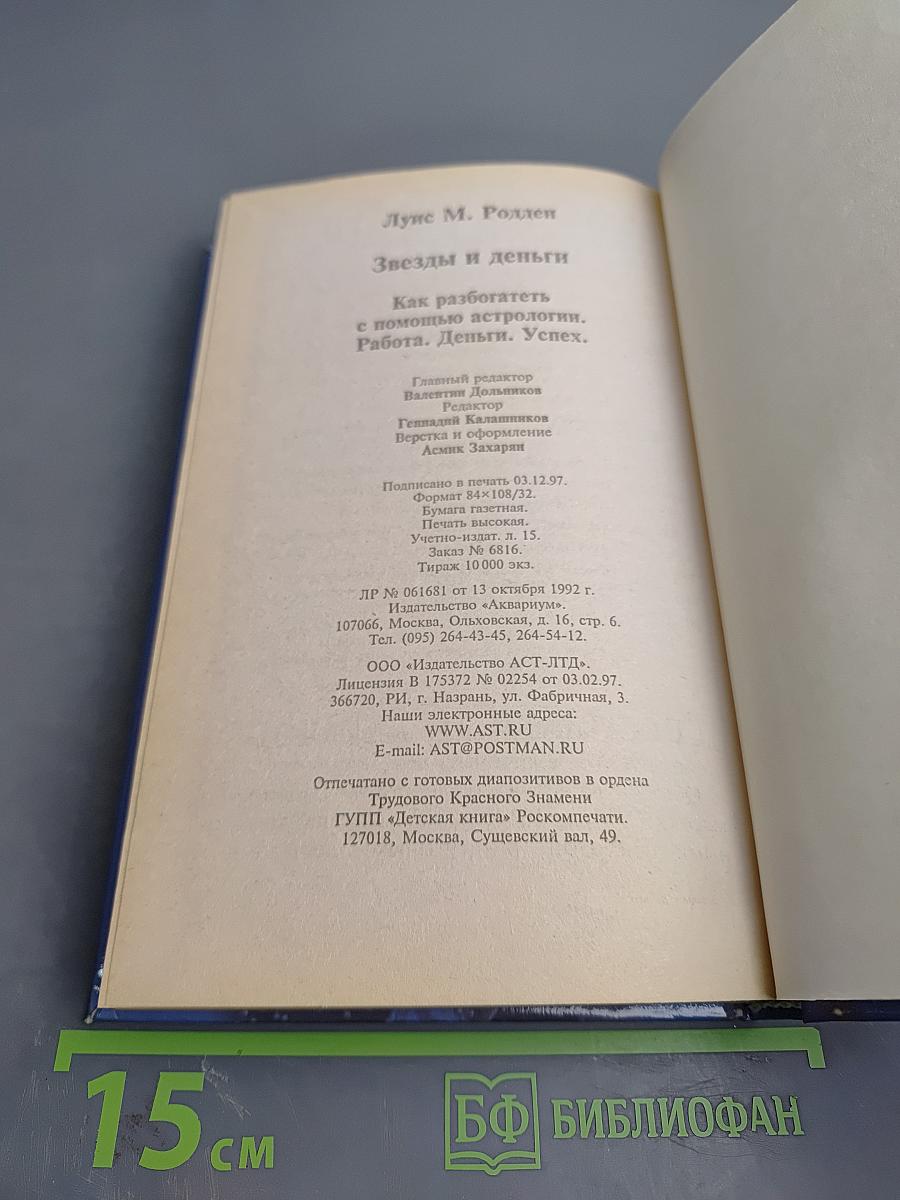 Луис М. Родден
Звезды и деньги
Как разбогатеть
с помощью астрологии.
Работа. Деньги. Успех.
Главный редактор
Валентин Дольников
Редактор
Геннадий Калашников
Верстка и оформление
Асмик Захарян
Подписано в печать 03.12.97.
Формат 84×108/32.
Бумага газетная.
Печать высокая.
Учетно-издат. л. 15.
Заказ № 6816.
Тираж 10 000 экз.
ЛР № 061681 от 13 октября 1992 г.
Издательство «Аквариум».
107066, Москва, Ольховская, д. 16, стр. 6.
Тел. (095) 264-43-45, 264-54-12.
ООО «Издательство АСТ-ЛТД».
Лицензия В 175372 № 02254 от 03.02.97.
366720, РИ, г. Назрань, ул. Фабричная, 3.
Наши электронные адреса:
WWW.AST.RU
E-mail: AST@POSTMAN.RU
Отпечатано с готовых диапозитивов в ордена
Трудового Красного Знамени
ГУПП «Детская книга» Роскомпечати.
127018, Москва, Сущевский вал, 49.
15 см
БФ БИБЛИОФАН